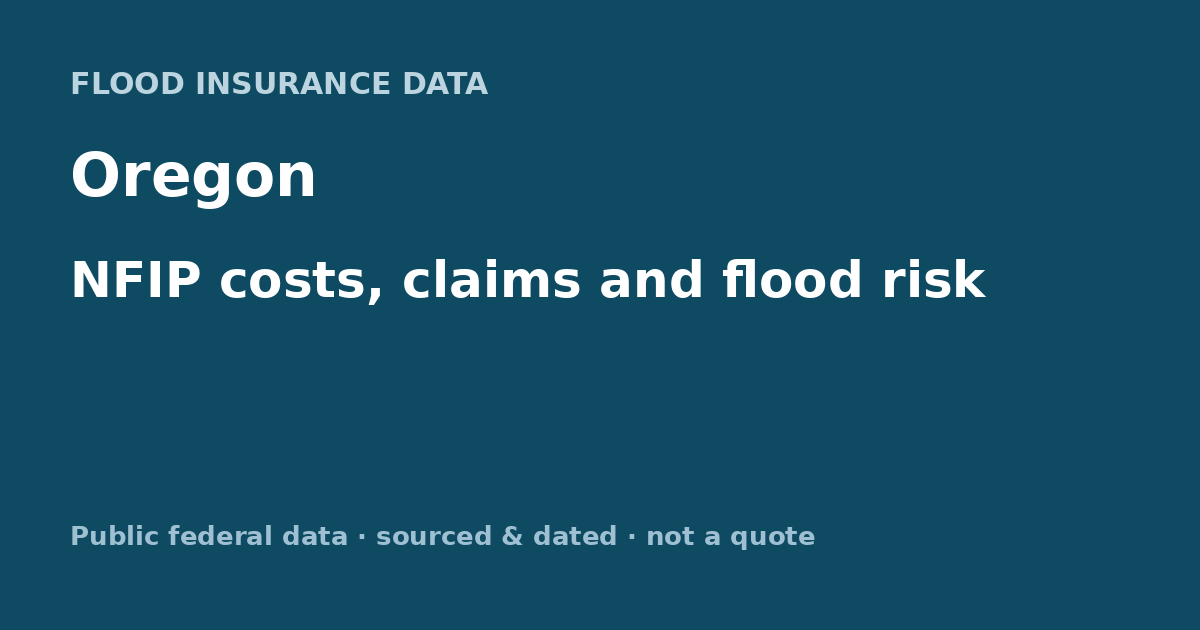 FLOOD INSURANCE DATA
Oregon
NFIP costs, claims and flood risk
Public federal data · sourced & dated · not a quote